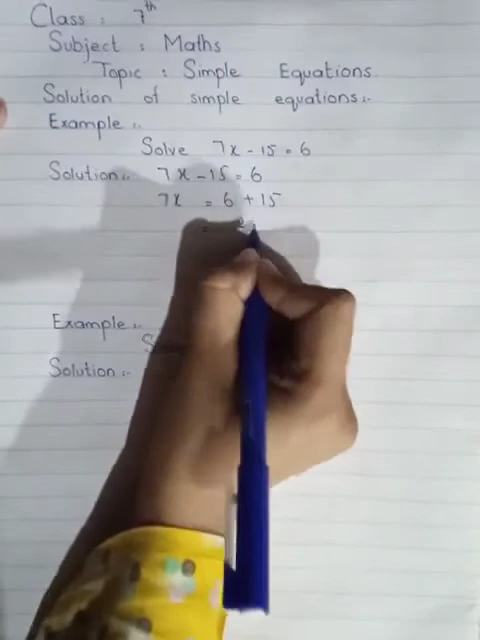 Class : 7th
Subject : Maths
Topic : Simple Equations.
Solution of simple equations:-
Example :-
Solve 7x - 15 = 6
Solution:- 7x - 15 = 6
7x = 6 + 15
=
Example :-
Solution :-